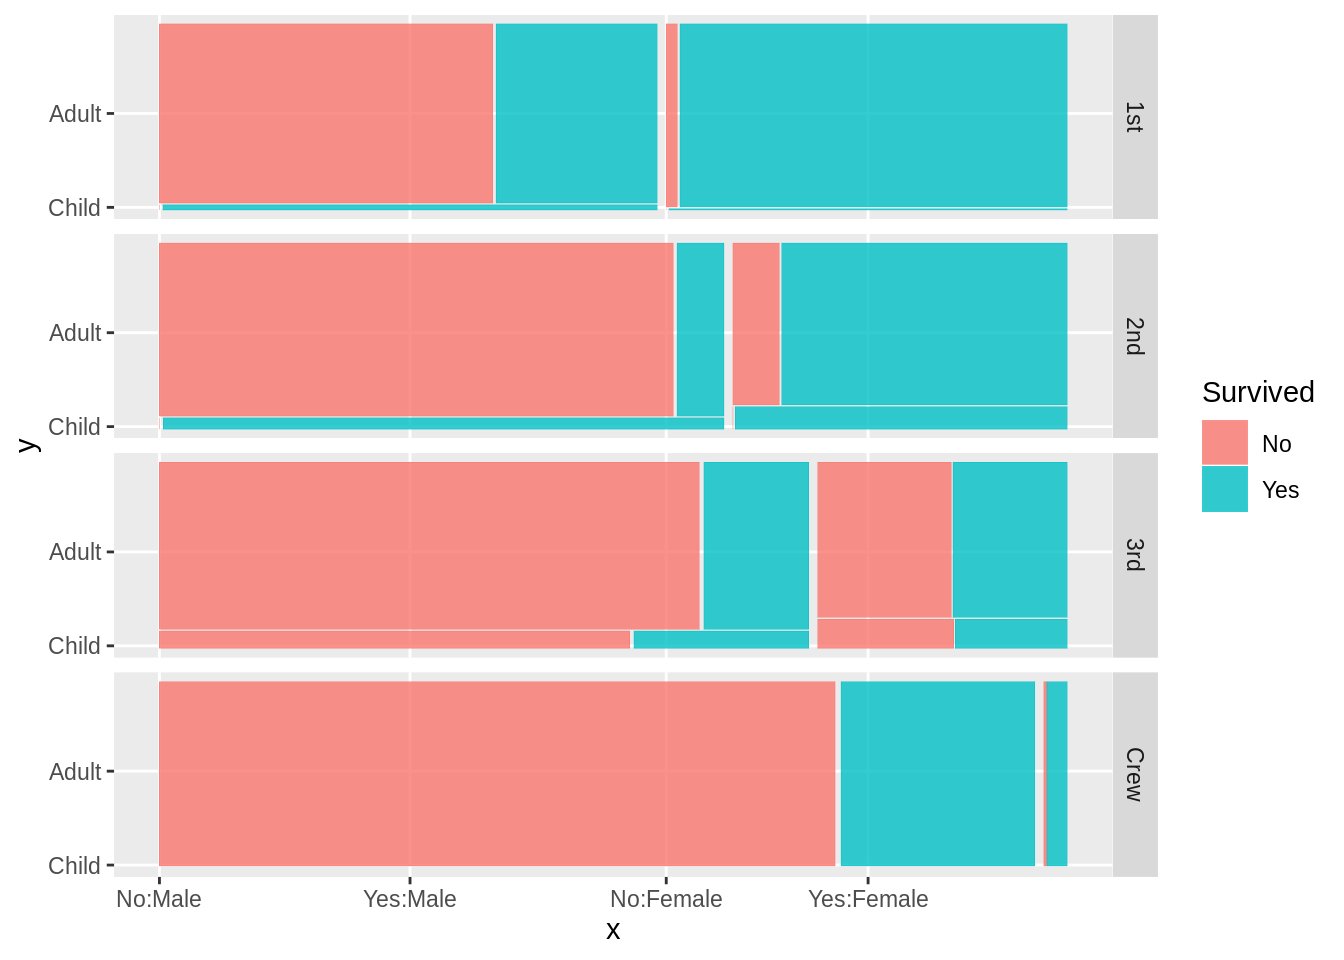 Adult
Child
1st
Adult
Child
2nd
Adult
Child
3rd
Adult
Child
Crew
No:Male Yes:Male No:Female Yes:Female
x
y
Survived
No
Yes